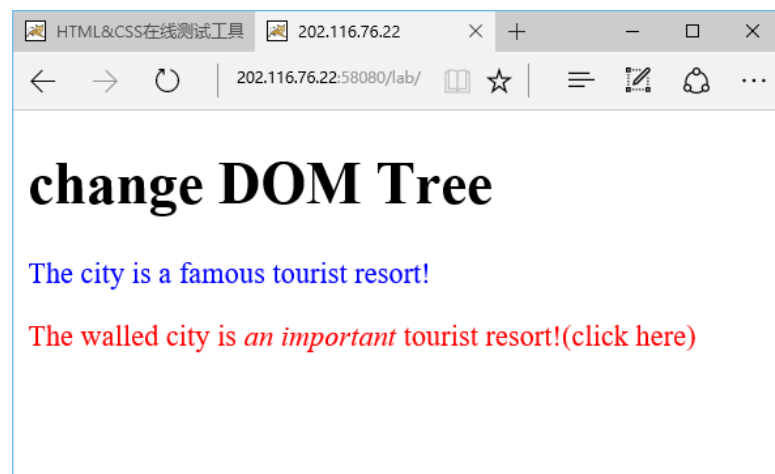 HTML&CSS在线测试工具 202.116.76.22
202.116.76.22:58080/lab/
change DOM Tree
The city is a famous tourist resort!
The walled city is an important tourist resort!(click here)